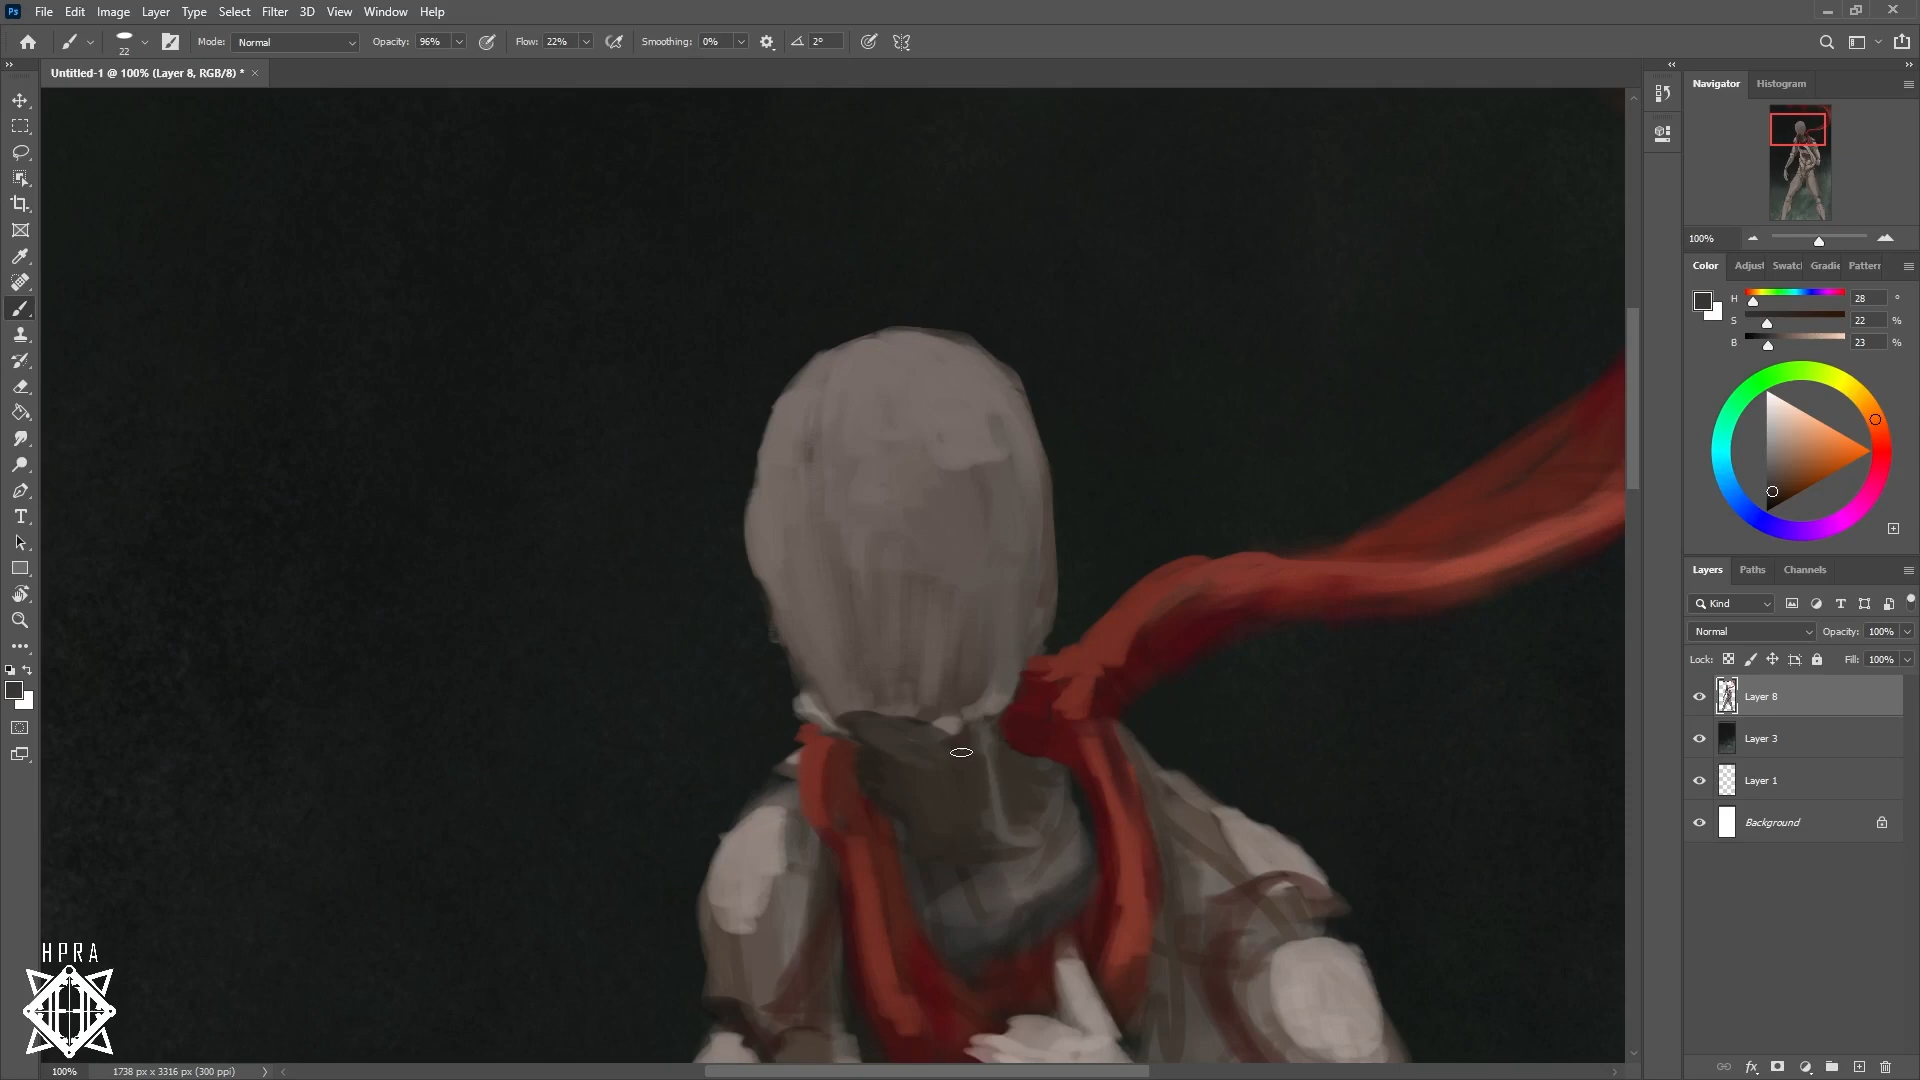 Ps File Edit Image Layer Type Select Filter 3D View Window Help
22 Mode: Normal Opacity: 96% Flow: 22% Smoothing: 0% 2°
Untitled-1 @ 100% (Layer 8, RGB/8) *
Navigator Histogram
100%
Color Adjust Swatc Gradie Pattern
H 28 °
S 22 %
B 23 %
Layers Paths Channels
Kind
Normal Opacity: 100%
Lock: Fill: 100%
Layer 8
Layer 3
Layer 1
Background
HPRA
100% 1738 px x 3316 px (300 ppi)